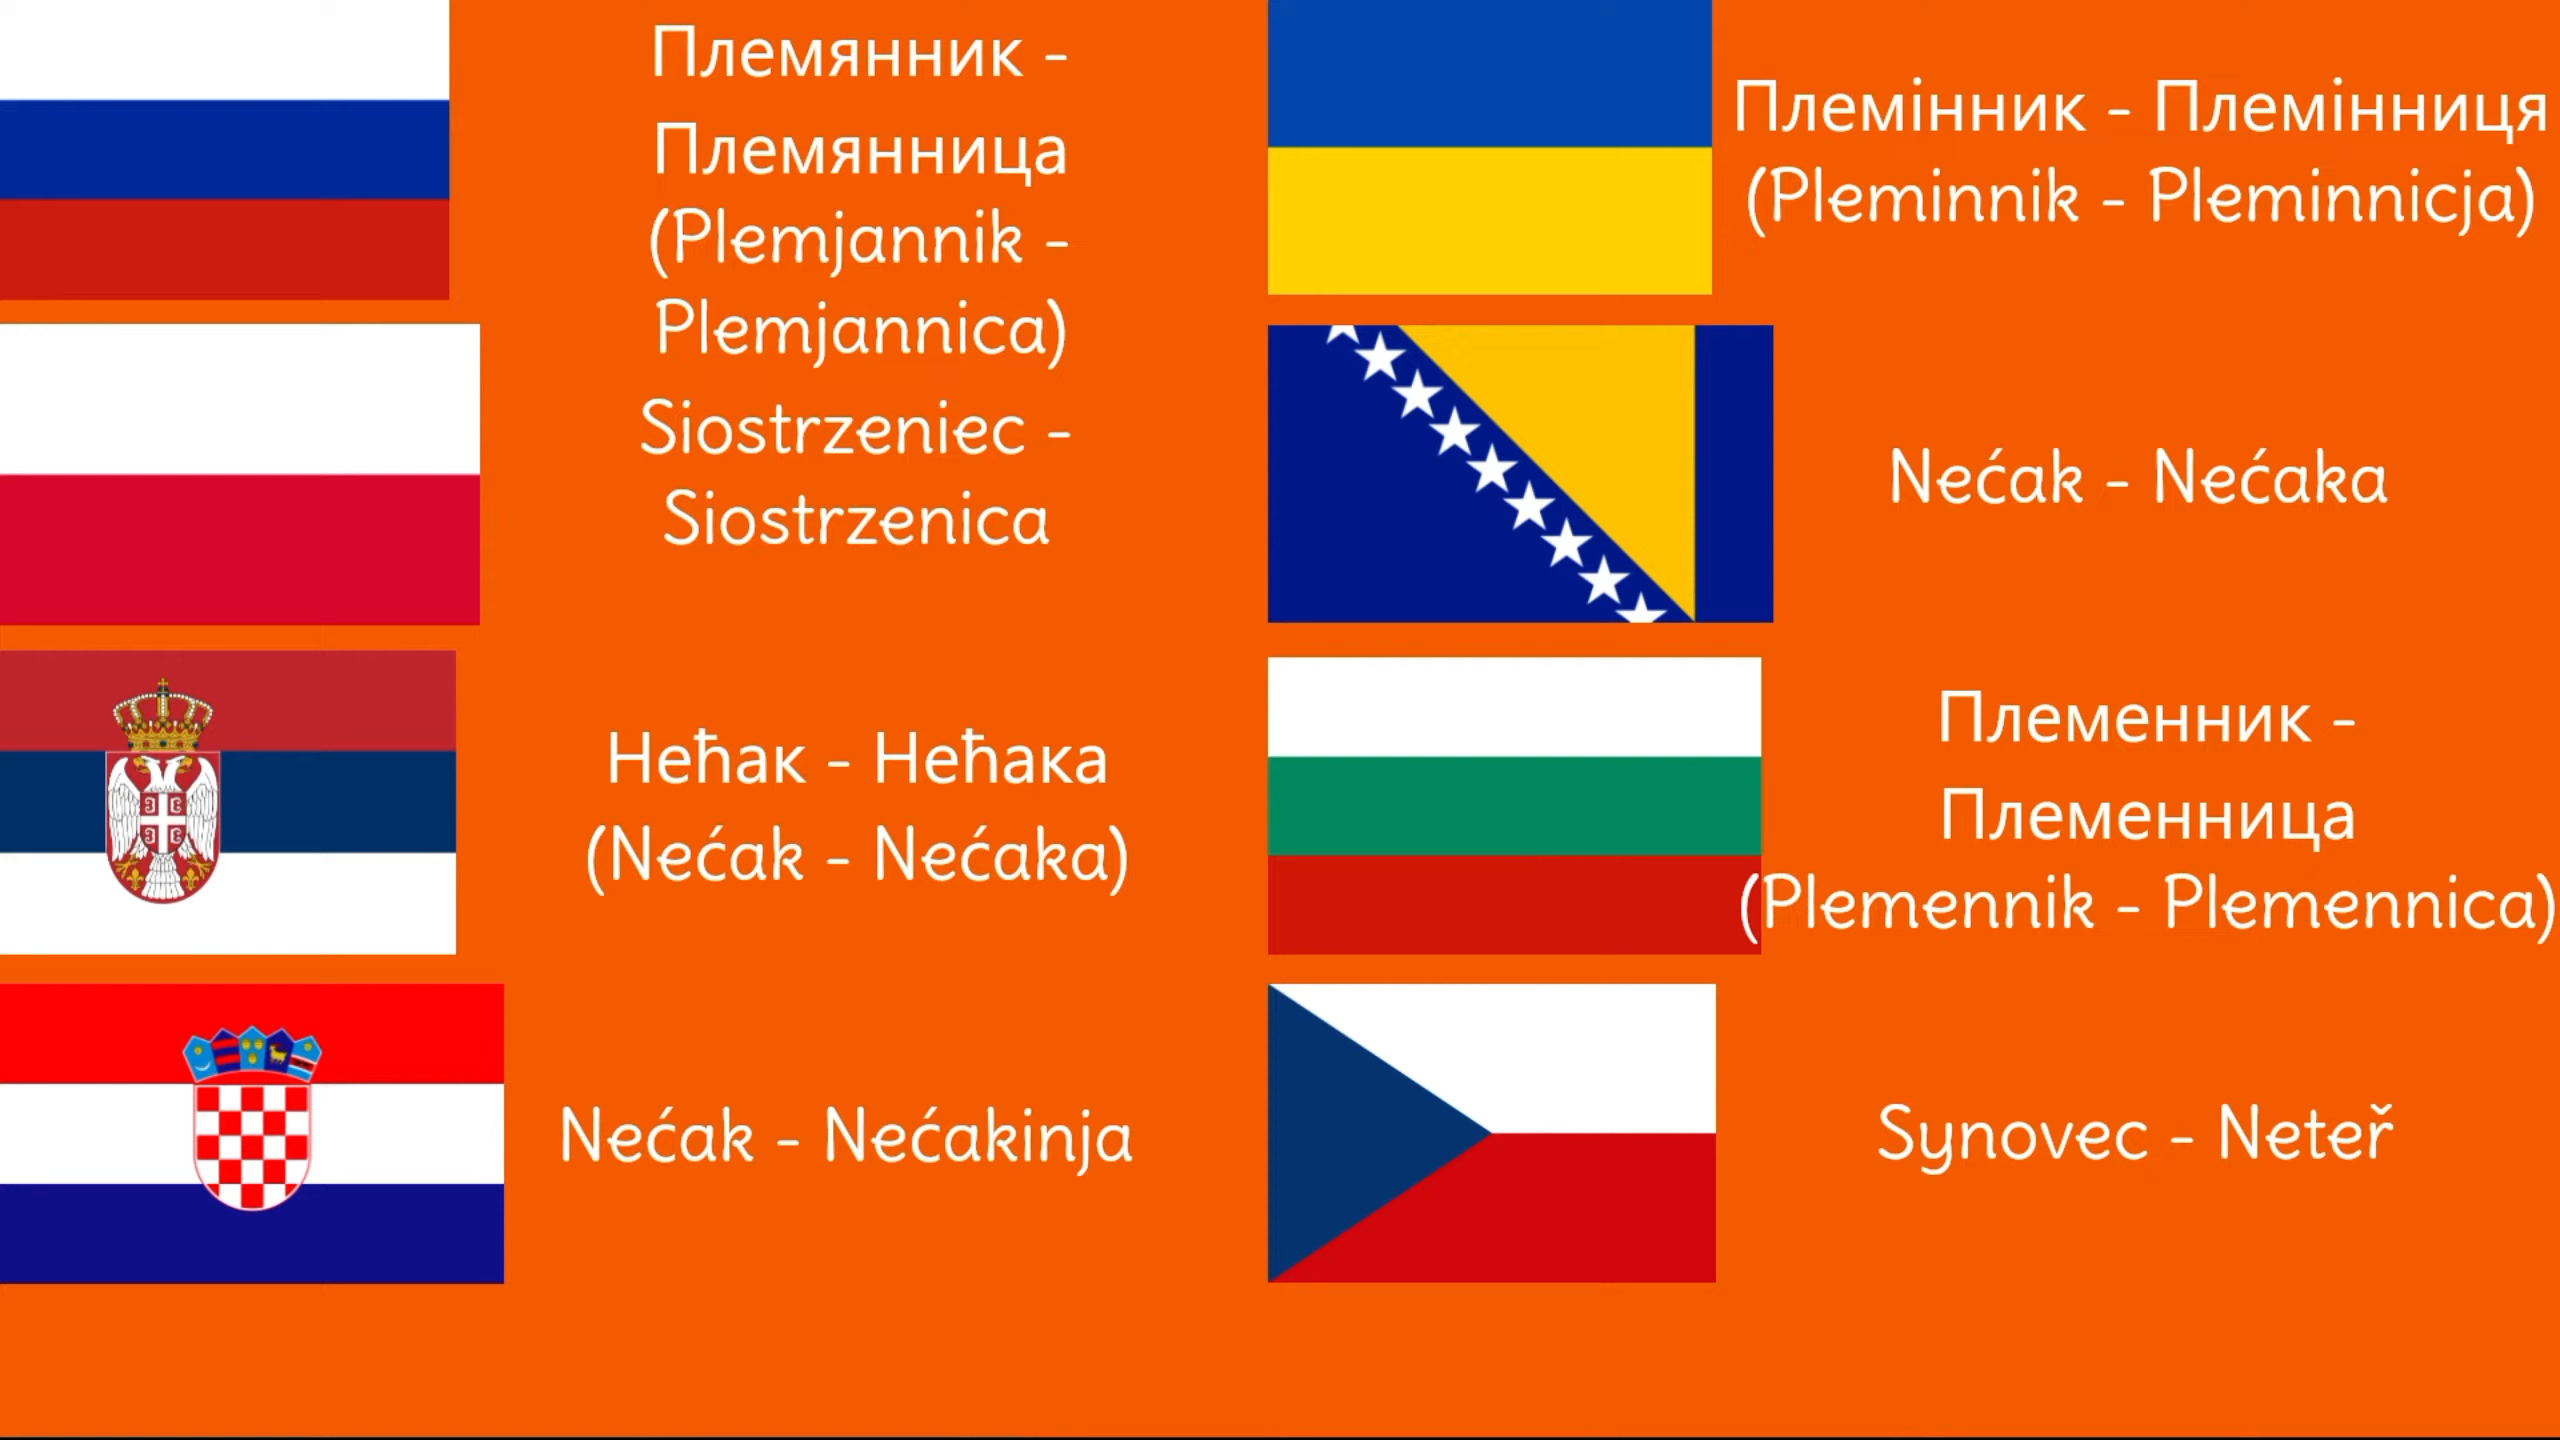 Племянник -
Племянница
(Plemjannik -
Plemjannica)
Siostrzeniec -
Siostrzenica
Нећак - Нећака
(Nećak - Nećaka)
Nećak - Nećakinja
Племінник - Племінниця
(Pleminnik - Pleminnicja)
Nećak - Nećaka
Племенник -
Племенница
(Plemennik - Plemennica)
Synovec - Neteř